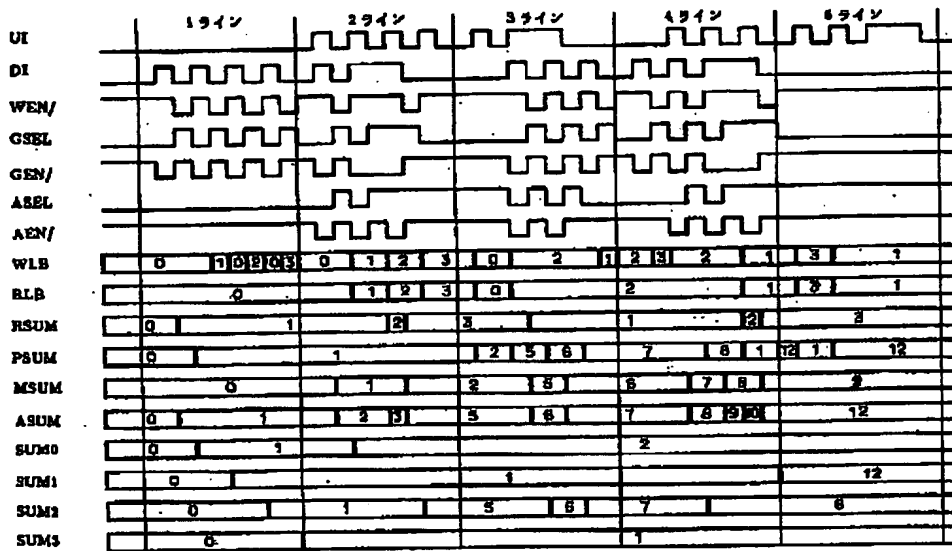 1ライン 2ライン 3ライン 4ライン 5ライン
UI
DI
WEN/
GSEL
GEN/
ASEL
AEN/
WLB 0 1 0 2 0 3 0 1 2 3 0 2 1 2 3 2 1 3 1
RLB 0 1 2 3 0 2 1 3 1
RSUM 0 1 2 3 1 2
PSUM 0 1 2 5 6 7 8 1 12 1 12
MSUM 0 1 2 5 6 7 8
ASUM 0 1 2 3 5 6 7 8 9 12
SUM0 0 1 2
SUM1 0 1 12
SUM2 0 1 5 6 7
SUM3 0 1